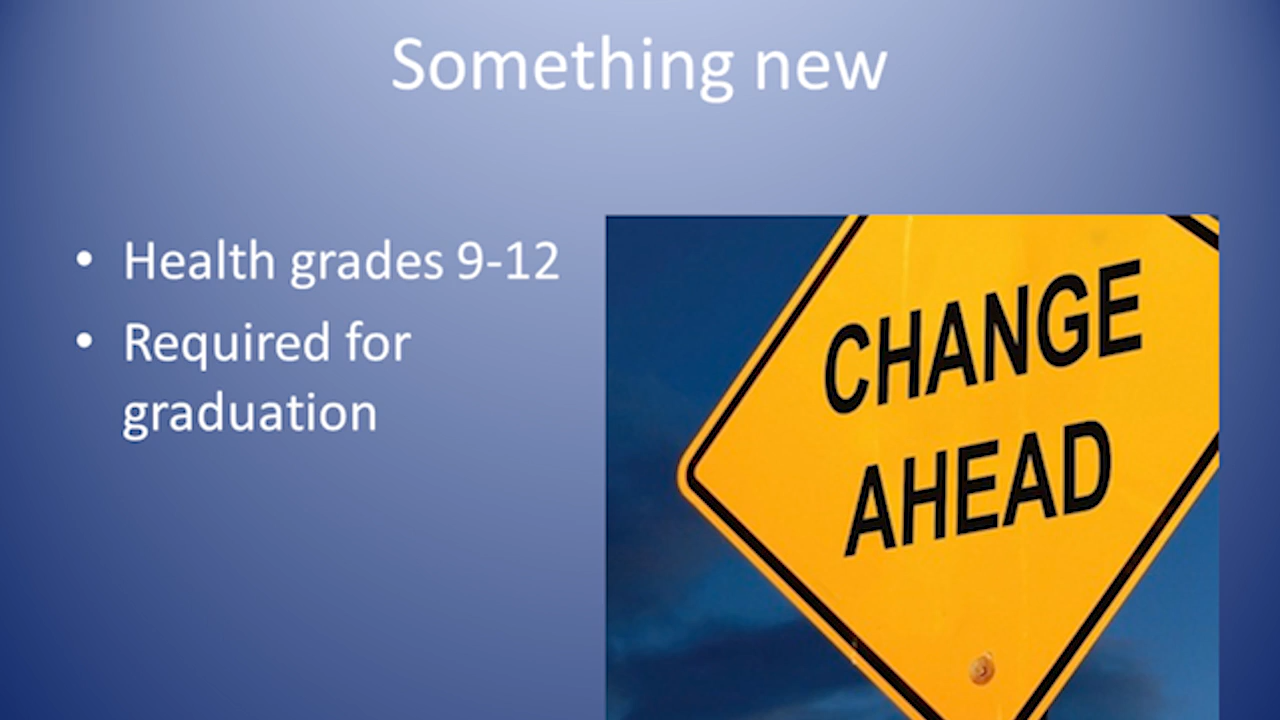 Something new
• Health grades 9-12
• Required for
graduation
CHANGE
AHEAD